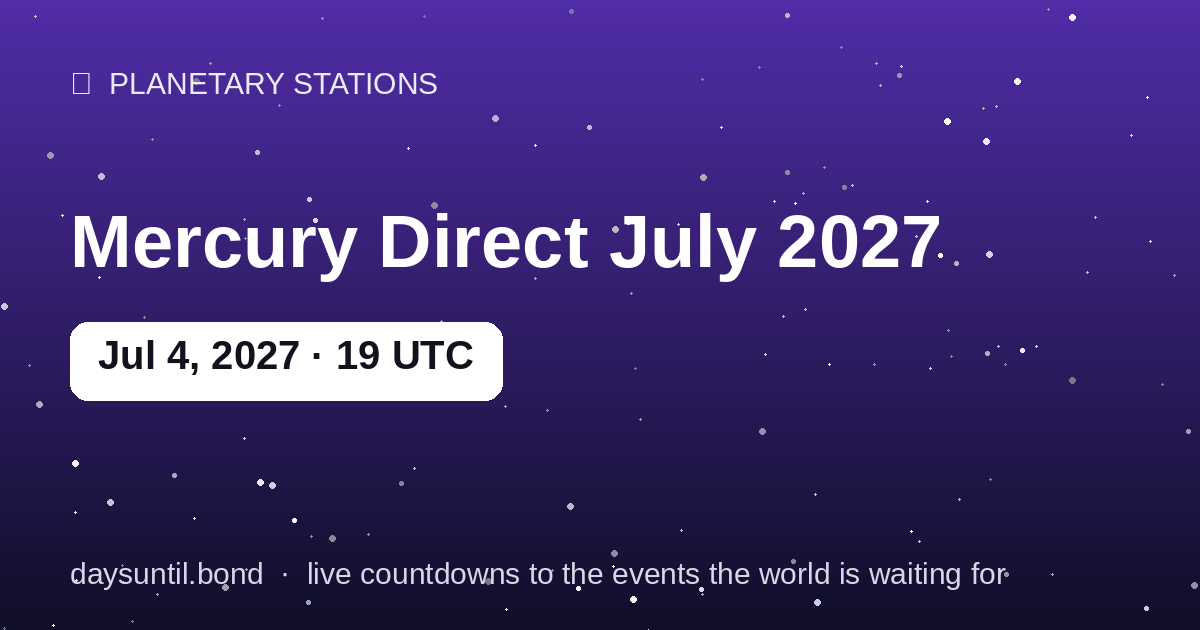 PLANETARY STATIONS
Mercury Direct July 2027
Jul 4, 2027 · 19 UTC
daysuntil.bond · live countdowns to the events the world is waiting for